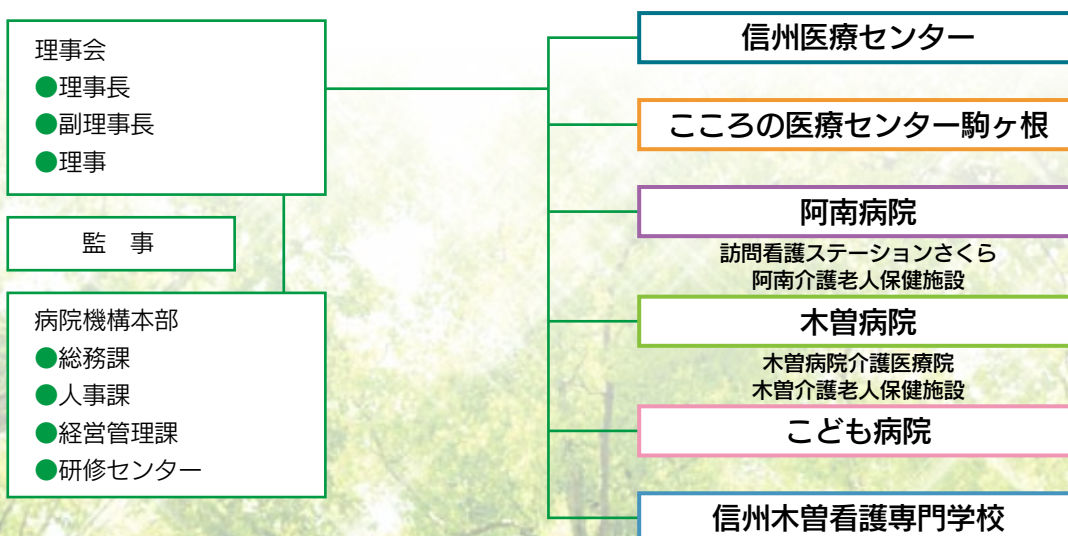 理事会
●理事長
●副理事長
●理事
監　事
病院機構本部
●総務課
●人事課
●経営管理課
●研修センター
信州医療センター
こころの医療センター駒ヶ根
阿南病院
訪問看護ステーションさくら
阿南介護老人保健施設
木曽病院
木曽病院介護医療院
木曽介護老人保健施設
こども病院
信州木曽看護専門学校